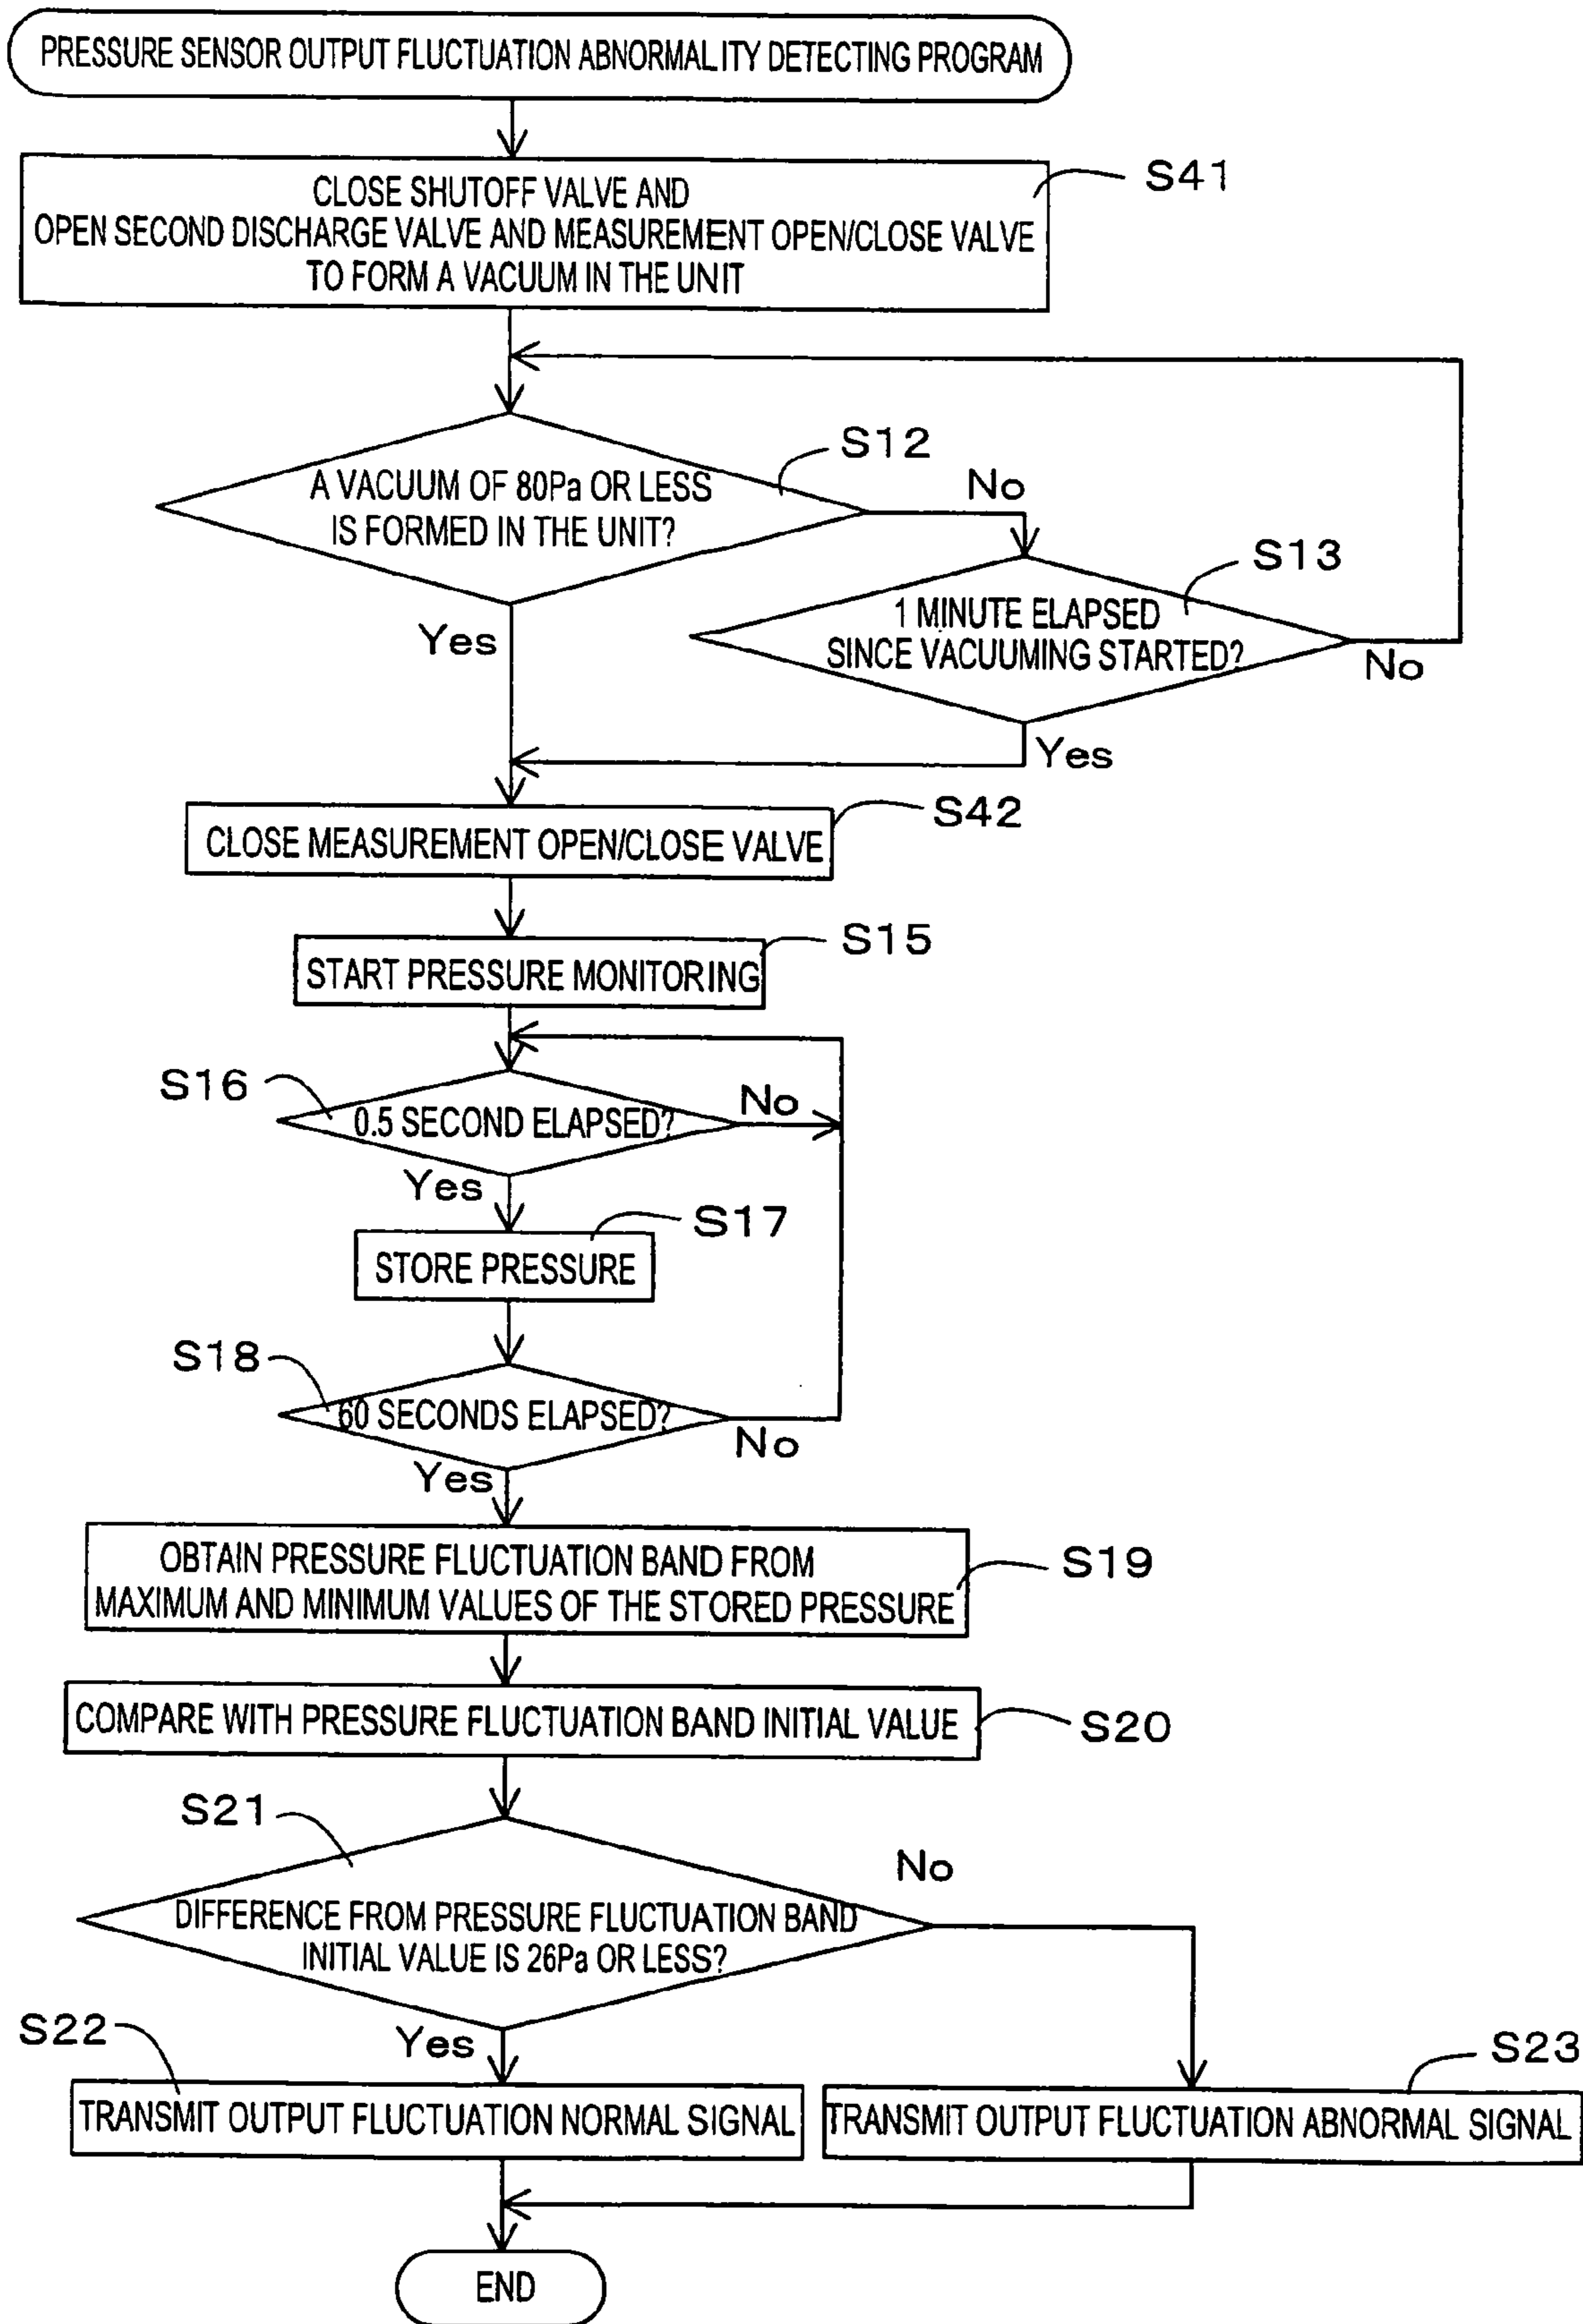 PRESSURE SENSOR OUTPUT FLUCTUATION ABNORMALITY DETECTING PROGRAM
CLOSE SHUTOFF VALVE AND
OPEN SECOND DISCHARGE VALVE AND MEASUREMENT OPEN/CLOSE VALVE
TO FORM A VACUUM IN THE UNIT
S41
A VACUUM OF 80Pa OR LESS
IS FORMED IN THE UNIT?
S12
No
Yes
1 MINUTE ELAPSED
SINCE VACUUMING STARTED?
S13
No
Yes
CLOSE MEASUREMENT OPEN/CLOSE VALVE
S42
START PRESSURE MONITORING
S15
S16
0.5 SECOND ELAPSED?
No
Yes
STORE PRESSURE
S17
S18
60 SECONDS ELAPSED?
No
Yes
OBTAIN PRESSURE FLUCTUATION BAND FROM
MAXIMUM AND MINIMUM VALUES OF THE STORED PRESSURE
S19
COMPARE WITH PRESSURE FLUCTUATION BAND INITIAL VALUE
S20
S21
DIFFERENCE FROM PRESSURE FLUCTUATION BAND
INITIAL VALUE IS 26Pa OR LESS?
No
Yes
S22
TRANSMIT OUTPUT FLUCTUATION NORMAL SIGNAL
S23
TRANSMIT OUTPUT FLUCTUATION ABNORMAL SIGNAL
END